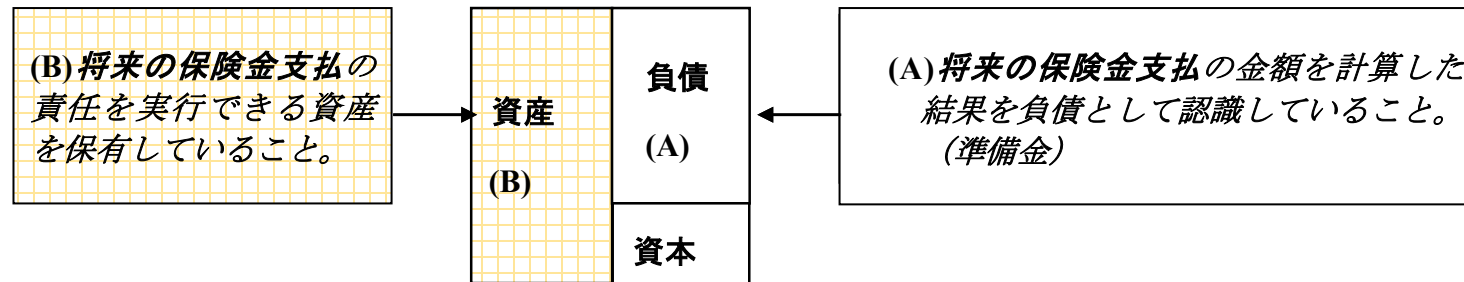 (B)将来の保険金支払の
責任を実行できる資産
を保有していること。
資産
(B)
負債
(A)
資本
(A)将来の保険金支払の金額を計算した
結果を負債として認識していること。
（準備金）